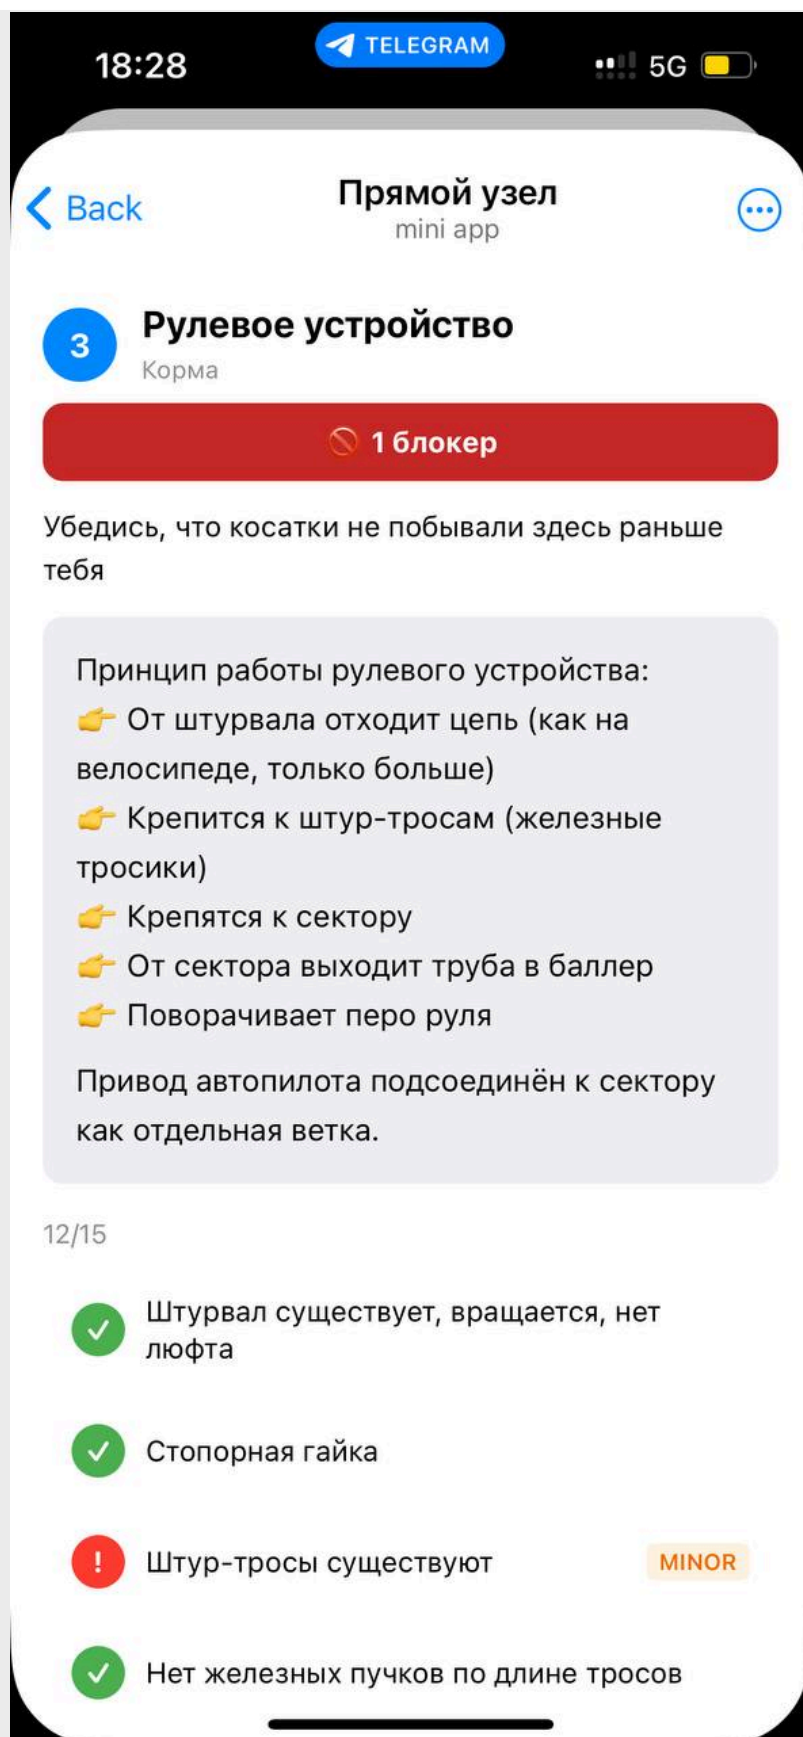 18:28
TELEGRAM
5G
Back
Прямой узел
mini app
3
Рулевое устройство
Корма
🚫 1 блокер
Убедись, что косатки не побывали здесь раньше
тебя
Принцип работы рулевого устройства:
👉 От штурвала отходит цепь (как на
велосипеде, только больше)
👉 Крепится к штур-тросам (железные
тросики)
👉 Крепятся к сектору
👉 От сектора выходит труба в баллер
👉 Поворачивает перо руля
Привод автопилота подсоединён к сектору
как отдельная ветка.
12/15
Штурвал существует, вращается, нет
люфта
Стопорная гайка
! Штур-тросы существуют MINOR
Нет железных пучков по длине тросов